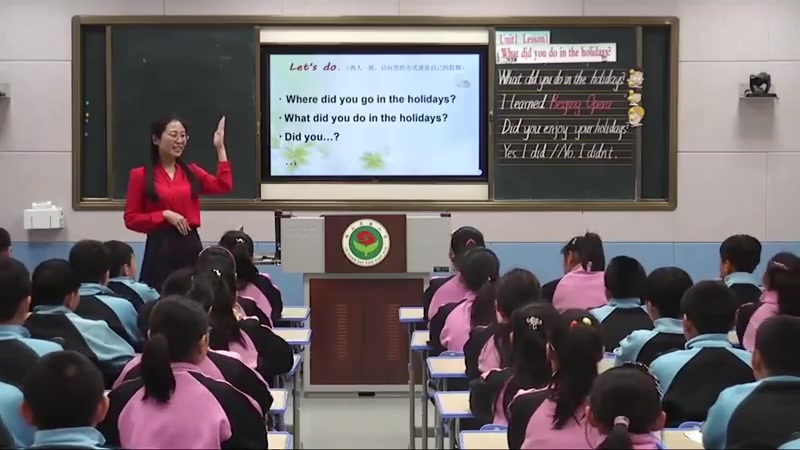 Let's do.
· Where did you go in the holidays?
· What did you do in the holidays?
· Did you...?
...
Unit1 Lesson1
What did you do in the holidays?
What did you do in the holidays?
I learned Beijing Opera
Did you enjoy your holidays?
Yes. I did / No. I didn't.